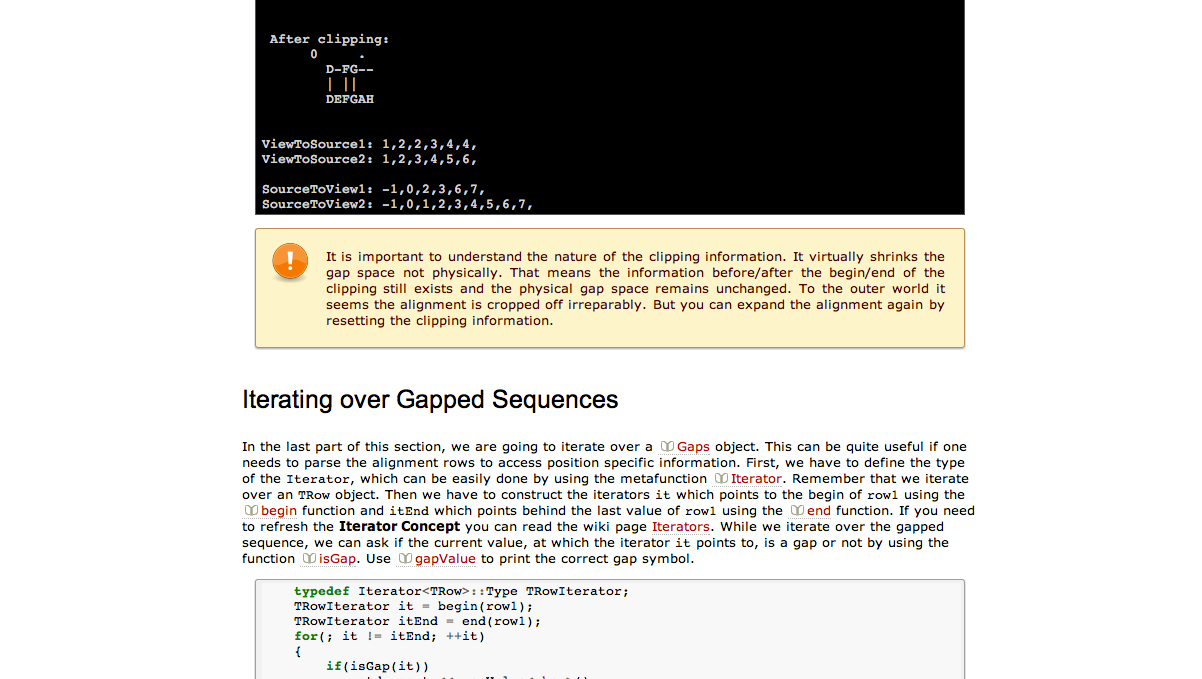 After clipping:
0     .
D-FG--
| ||
DEFGAH
ViewToSource1: 1,2,2,3,4,4,
ViewToSource2: 1,2,3,4,5,6,
SourceToView1: -1,0,2,3,6,7,
SourceToView2: -1,0,1,2,3,4,5,6,7,
It is important to understand the nature of the clipping information. It virtually shrinks the
gap space not physically. That means the information before/after the begin/end of the
clipping still exists and the physical gap space remains unchanged. To the outer world it
seems the alignment is cropped off irreparably. But you can expand the alignment again by
resetting the clipping information.
Iterating over Gapped Sequences
In the last part of this section, we are going to iterate over a Gaps object. This can be quite useful if one
needs to parse the alignment rows to access position specific information. First, we have to define the type
of the Iterator, which can be easily done by using the metafunction Iterator. Remember that we iterate
over an TRow object. Then we have to construct the iterators it which points to the begin of row1 using the
begin function and itEnd which points behind the last value of row1 using the end function. If you need
to refresh the Iterator Concept you can read the wiki page Iterators. While we iterate over the gapped
sequence, we can ask if the current value, at which the iterator it points to, is a gap or not by using the
function isGap. Use gapValue to print the correct gap symbol.
typedef Iterator<TRow>::Type TRowIterator;
TRowIterator it = begin(row1);
TRowIterator itEnd = end(row1);
for(; it != itEnd; ++it)
{
if(isGap(it))